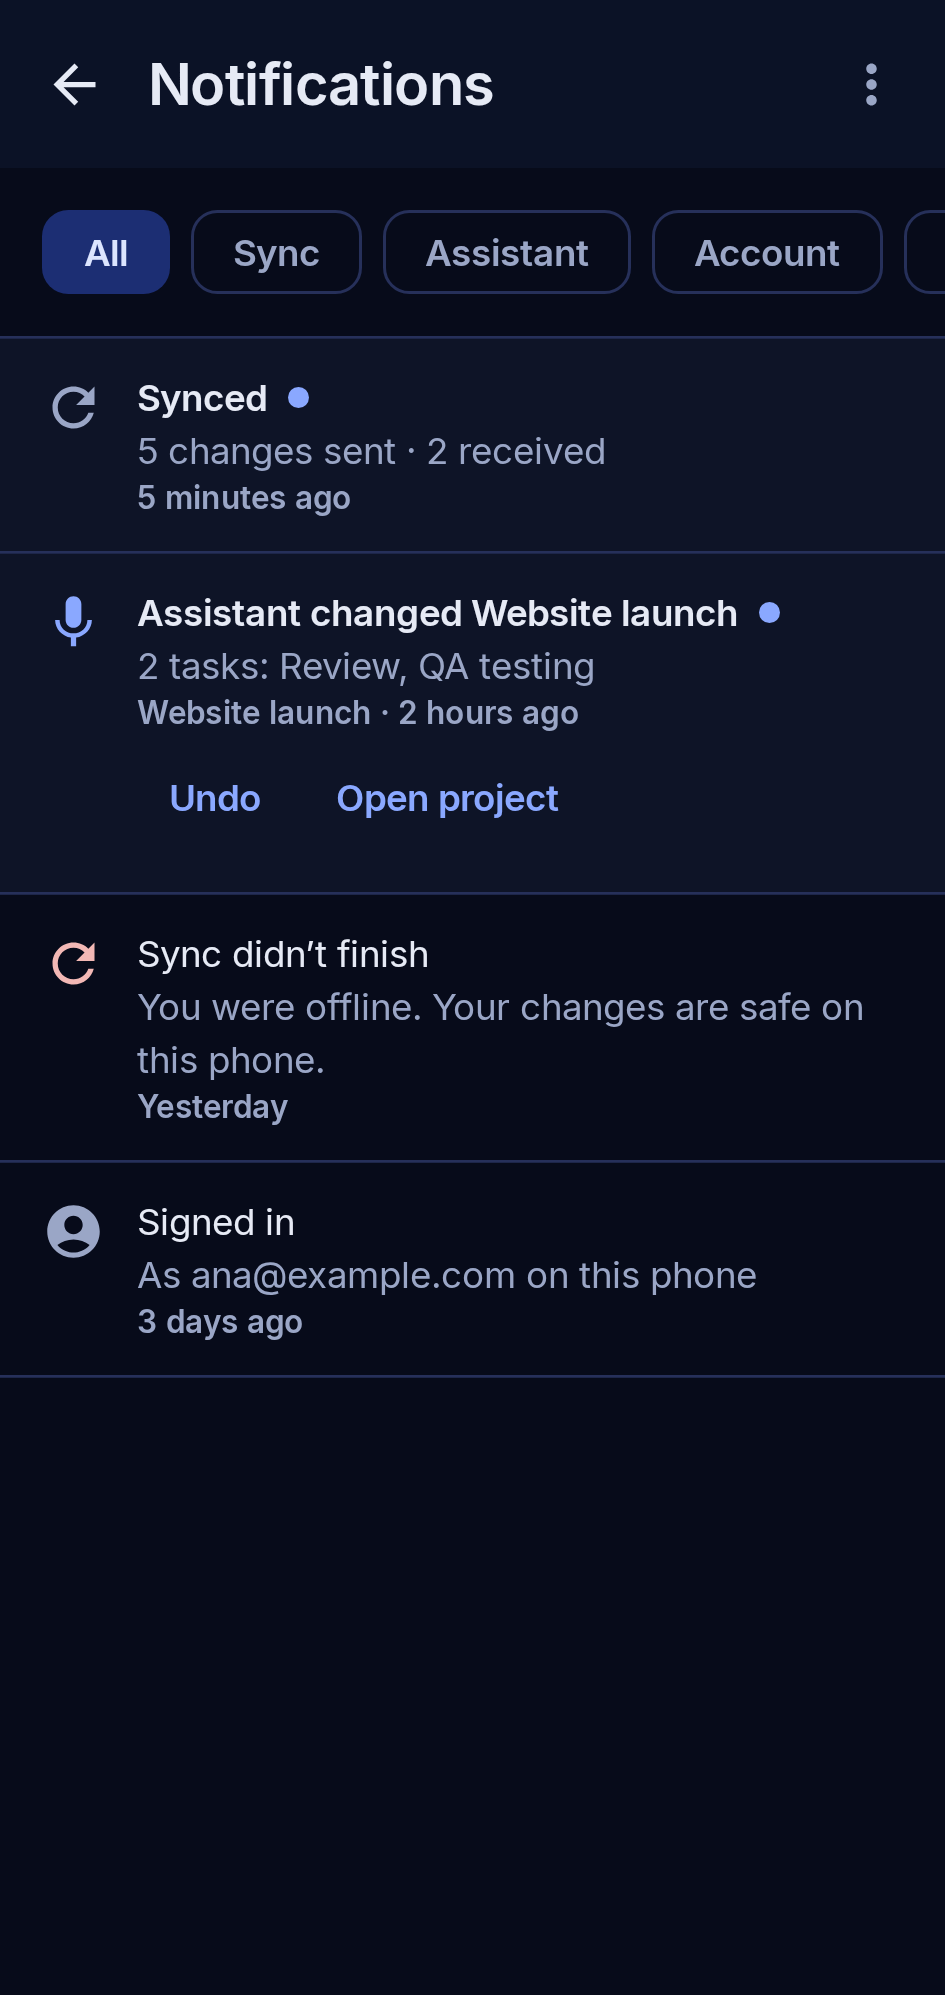 Notifications
All
Sync
Assistant
Account
Synced
5 changes sent · 2 received
5 minutes ago
Assistant changed Website launch
2 tasks: Review, QA testing
Website launch · 2 hours ago
Undo
Open project
Sync didn’t finish
You were offline. Your changes are safe on
this phone.
Yesterday
Signed in
As ana@example.com on this phone
3 days ago